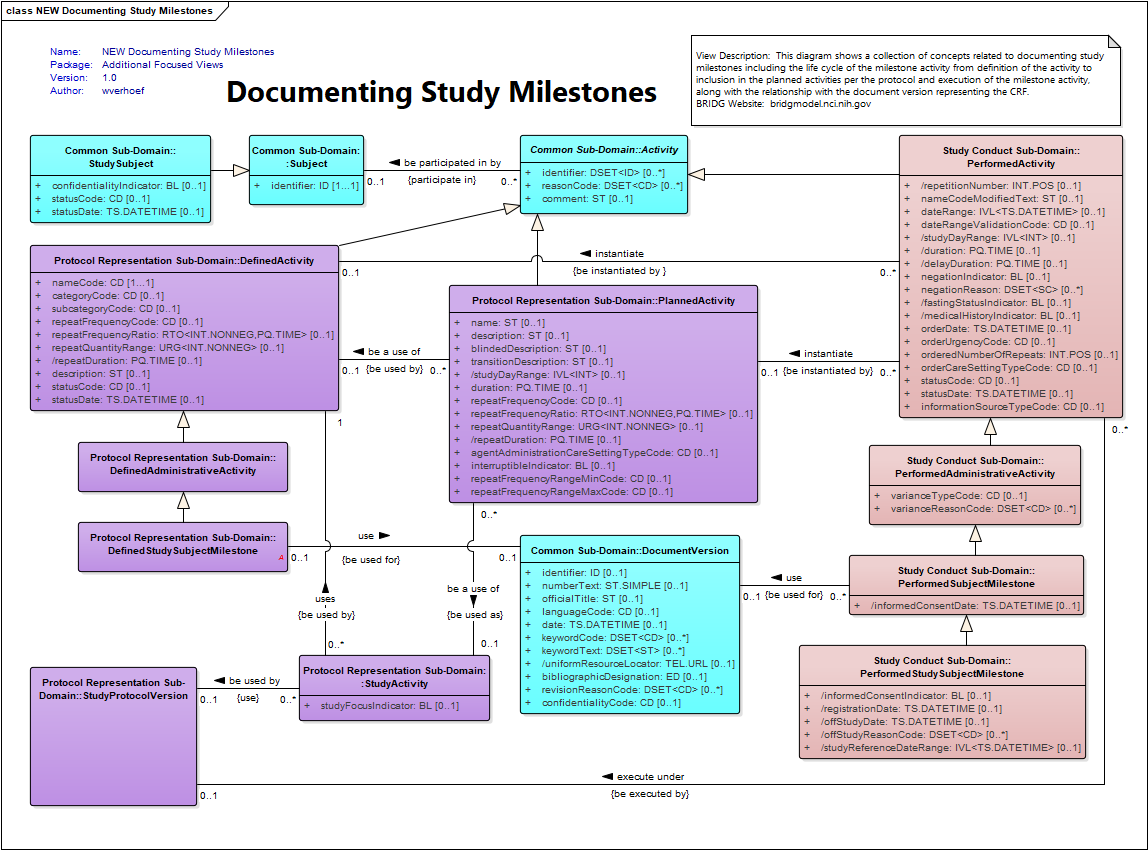 class NEW Documenting Study Milestones
Name: NEW Documenting Study Milestones
Package: Additional Focused Views
Version: 1.0
Author: wverhoef
Documenting Study Milestones
View Description: This diagram shows a collection of concepts related to documenting study
milestones including the life cycle of the milestone activity from definition of the activity to
inclusion in the planned activities per the protocol and execution of the milestone activity,
along with the relationship with the document version representing the CRF.
BRIDG Website: bridgmodel.nci.nih.gov
Common Sub-Domain::
StudySubject
+ confidentialityIndicator: BL [0..1]
+ statusCode: CD [0..1]
+ statusDate: TS.DATETIME [0..1]
Common Sub-Domain:
:Subject
+ identifier: ID [1...1]
be participated in by
{participate in}
0..1
0..*
Common Sub-Domain::Activity
+ identifier: DSET<ID> [0..*]
+ reasonCode: DSET<CD> [0..*]
+ comment: ST [0..1]
Study Conduct Sub-Domain::
PerformedActivity
+ /repetitionNumber: INT.POS [0..1]
+ nameCodeModifiedText: ST [0..1]
+ dateRange: IVL<TS.DATETIME> [0..1]
+ dateRangeValidationCode: CD [0..1]
+ /studyDayRange: IVL<INT> [0..1]
+ /duration: PQ.TIME [0..1]
+ /delayDuration: PQ.TIME [0..1]
+ negationIndicator: BL [0..1]
+ negationReason: DSET<SC> [0..*]
+ /fastingStatusIndicator: BL [0..1]
+ /medicalHistoryIndicator: BL [0..1]
+ orderDate: TS.DATETIME [0..1]
+ orderUrgencyCode: CD [0..1]
+ orderedNumberOfRepeats: INT.POS [0..1]
+ orderCareSettingTypeCode: CD [0..1]
+ statusCode: CD [0..1]
+ statusDate: TS.DATETIME [0..1]
+ informationSourceTypeCode: CD [0..1]
Protocol Representation Sub-Domain::DefinedActivity
+ nameCode: CD [1...1]
+ categoryCode: CD [0..1]
+ subcategoryCode: CD [0..1]
+ repeatFrequencyCode: CD [0..1]
+ repeatFrequencyRatio: RTO<INT.NONNEG,PQ.TIME> [0..1]
+ repeatQuantityRange: URG<INT.NONNEG> [0..1]
+ /repeatDuration: PQ.TIME [0..1]
+ description: ST [0..1]
+ statusCode: CD [0..1]
+ statusDate: TS.DATETIME [0..1]
instantiate
{be instantiated by }
0..1
0..*
Protocol Representation Sub-Domain::PlannedActivity
+ name: ST [0..1]
+ description: ST [0..1]
+ blindedDescription: ST [0..1]
+ transitionDescription: ST [0..1]
+ /studyDayRange: IVL<INT> [0..1]
+ duration: PQ.TIME [0..1]
+ repeatFrequencyCode: CD [0..1]
+ repeatFrequencyRatio: RTO<INT.NONNEG,PQ.TIME> [0..1]
+ repeatQuantityRange: URG<INT.NONNEG> [0..1]
+ /repeatDuration: PQ.TIME [0..1]
+ agentAdministrationCareSettingTypeCode: CD [0..1]
+ interruptibleIndicator: BL [0..1]
+ repeatFrequencyRangeMinCode: CD [0..1]
+ repeatFrequencyRangeMaxCode: CD [0..1]
be a use of
0..1 {be used by} 0..*
instantiate
0..1 {be instantiated by} 0..*
1
0..*
Protocol Representation Sub-Domain::
DefinedAdministrativeActivity
Study Conduct Sub-Domain::
PerformedAdministrativeActivity
+ varianceTypeCode: CD [0..1]
+ varianceReasonCode: DSET<CD> [0..*]
0..*
Protocol Representation Sub-Domain::
DefinedStudySubjectMilestone
A
use
0..1 {be used for} 0..1
Common Sub-Domain::DocumentVersion
+ identifier: ID [0..1]
+ numberText: ST.SIMPLE [0..1]
+ officialTitle: ST [0..1]
+ languageCode: CD [0..1]
+ date: TS.DATETIME [0..1]
+ keywordCode: DSET<CD> [0..*]
+ keywordText: DSET<ST> [0..*]
+ /uniformResourceLocator: TEL.URL [0..1]
+ bibliographicDesignation: ED [0..1]
+ revisionReasonCode: DSET<CD> [0..*]
+ confidentialityCode: CD [0..1]
use
0..1 {be used for} 0..*
Study Conduct Sub-Domain::
PerformedSubjectMilestone
+ /informedConsentDate: TS.DATETIME [0..1]
uses
{be used by}
0..*
be a use of
{be used as}
0..1
Study Conduct Sub-Domain::
PerformedStudySubjectMilestone
+ /informedConsentIndicator: BL [0..1]
+ /registrationDate: TS.DATETIME [0..1]
+ /offStudyDate: TS.DATETIME [0..1]
+ /offStudyReasonCode: DSET<CD> [0..*]
+ /studyReferenceDateRange: IVL<TS.DATETIME> [0..1]
Protocol Representation Sub-
Domain::StudyProtocolVersion
be used by
0..1 {use} 0..*
Protocol Representation Sub-Domain:
:StudyActivity
+ studyFocusIndicator: BL [0..1]
execute under
0..1 {be executed by}